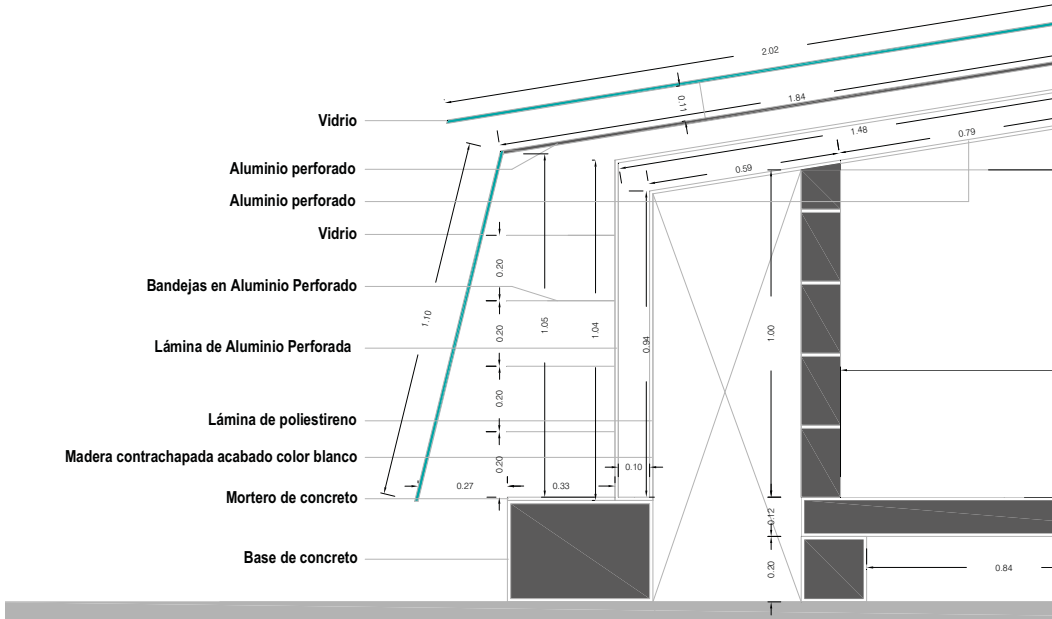 2.02
0.11
1.84
Vidrio
1.48
0.79
Aluminio perforado
0.59
Aluminio perforado
Vidrio
0.20
Bandejas en Aluminio Perforado
1.10
0.20
1.05
1.04
0.94
1.00
Lámina de Aluminio Perforada
0.20
Lámina de poliestireno
Madera contrachapada acabado color blanco
0.20
0.10
Mortero de concreto
0.27
0.33
0.12
Base de concreto
0.20
0.84